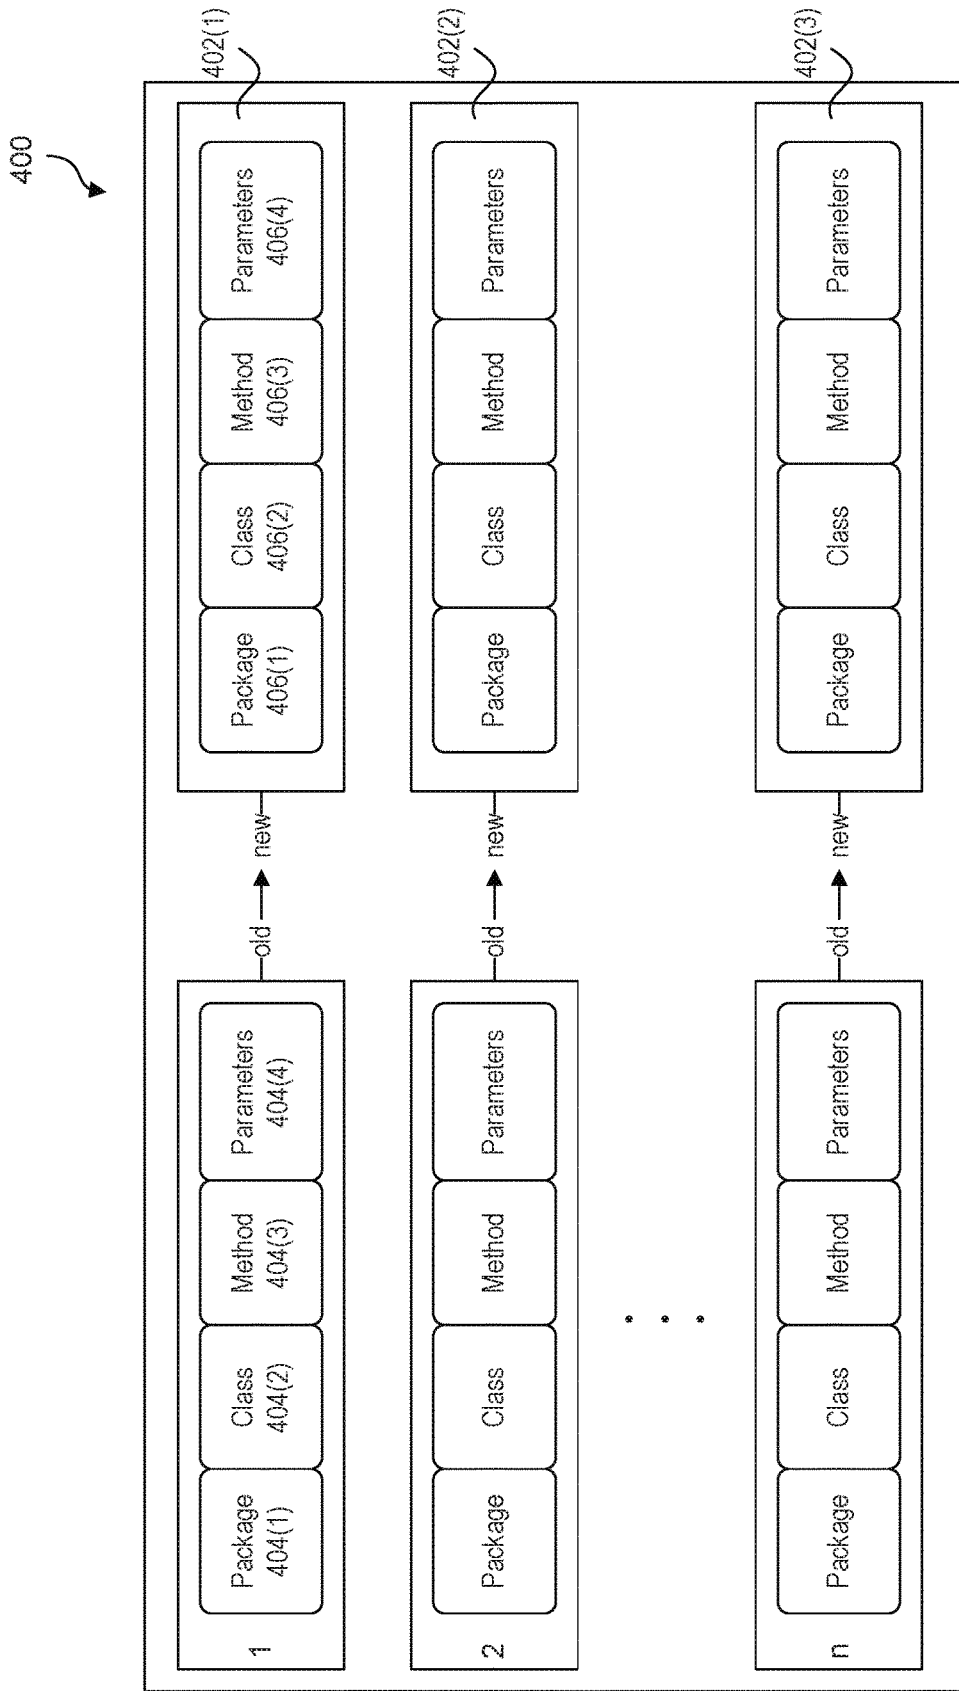 400
1
Package
404(1)
Class
404(2)
Method
404(3)
Parameters
404(4)
old
new
Package
406(1)
Class
406(2)
Method
406(3)
Parameters
406(4)
402(1)
2
Package
Class
Method
Parameters
old
new
Package
Class
Method
Parameters
402(2)
n
Package
Class
Method
Parameters
old
new
Package
Class
Method
Parameters
402(3)